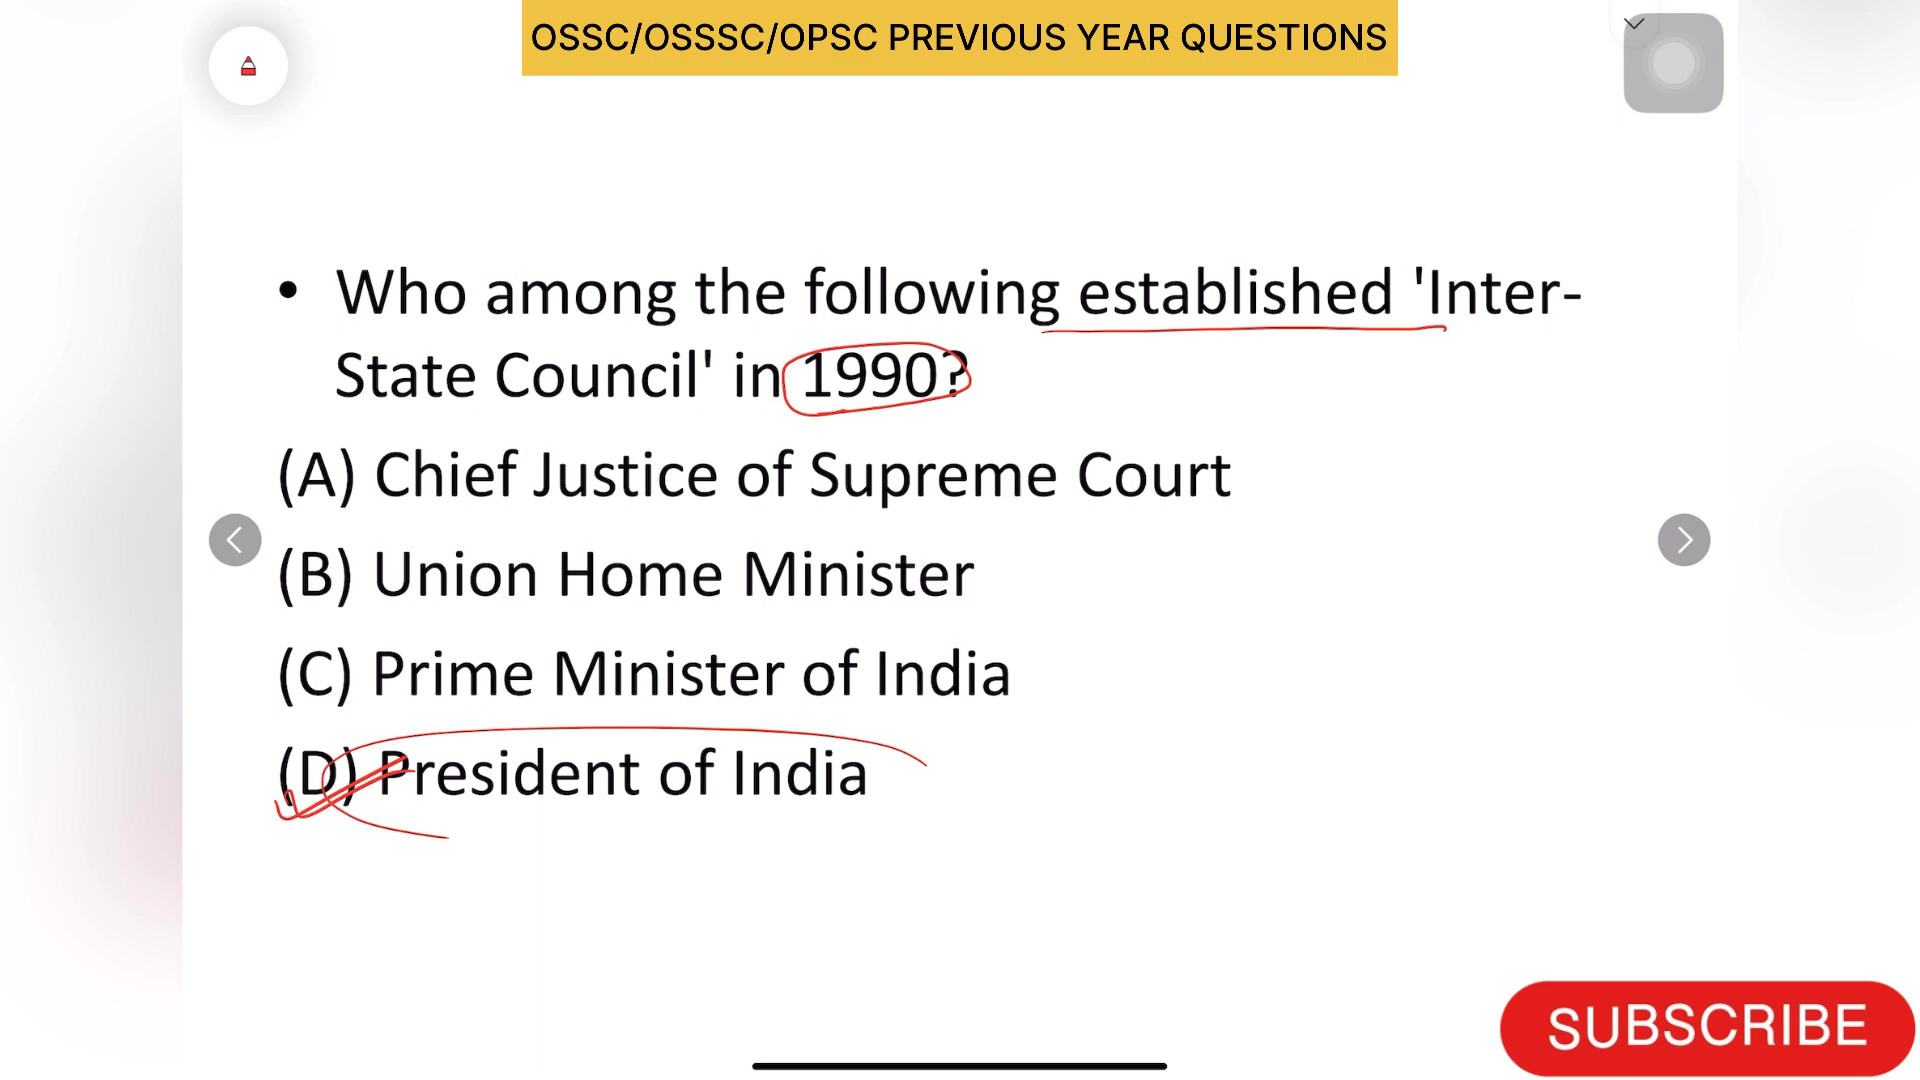 OSSC/OSSSC/OPSC PREVIOUS YEAR QUESTIONS
• Who among the following established 'Inter-
State Council' in 1990?
(A) Chief Justice of Supreme Court
(B) Union Home Minister
(C) Prime Minister of India
(D) President of India
SUBSCRIBE